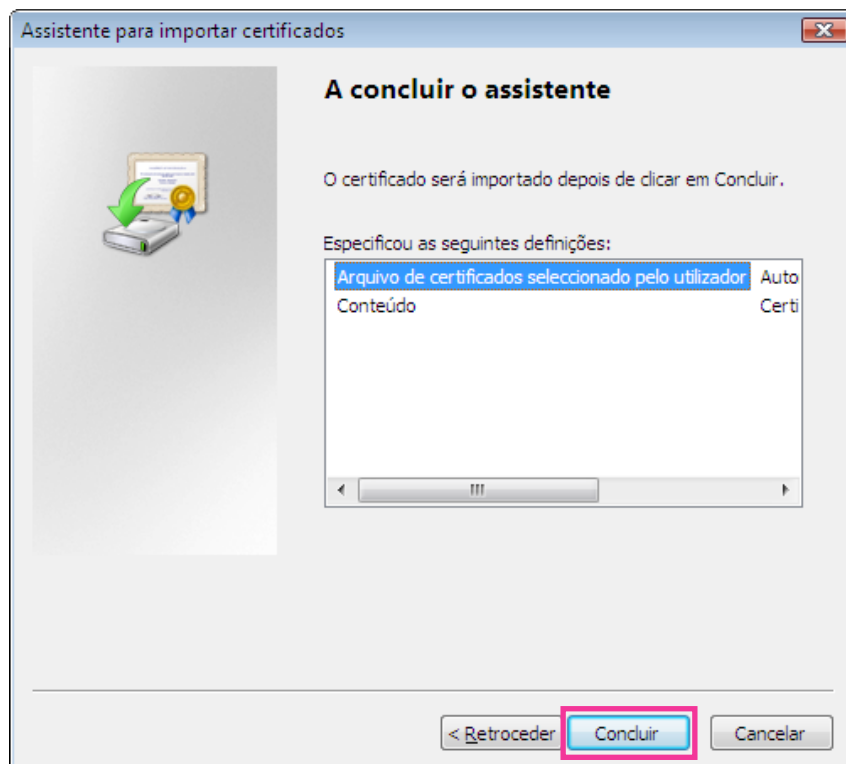 Assistente para importar certificados
A concluir o assistente
O certificado será importado depois de clicar em Concluir.
Especificou as seguintes definições:
Arquivo de certificados seleccionado pelo utilizador Auto
Conteúdo Certi
< Retroceder Concluir Cancelar